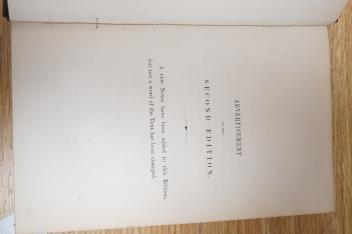 ADVERTISEMENT
TO THE
SECOND EDITION.
A few Notes have been added to this Edition,
but not a word of the Text has been changed.